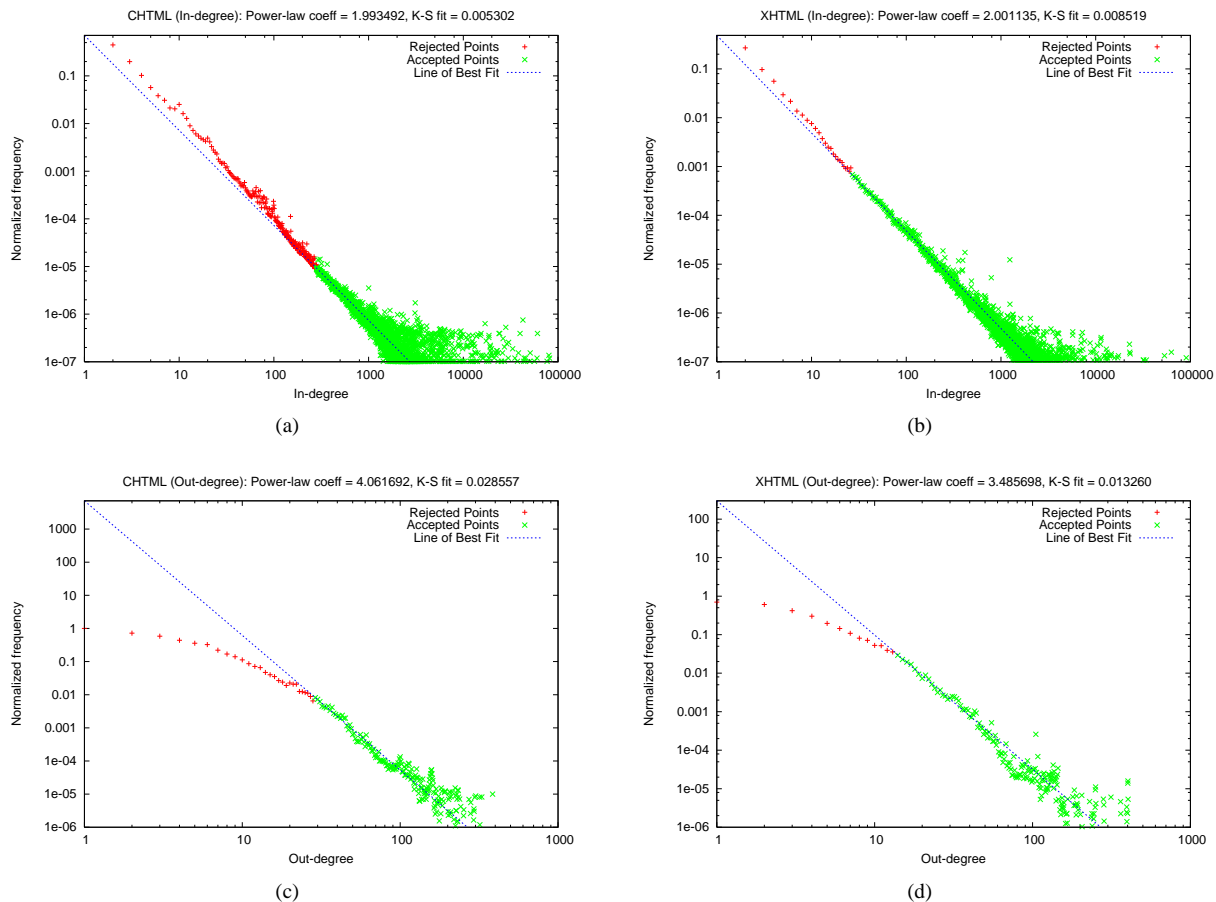 CHTML (In-degree): Power-law coeff = 1.993492, K-S fit = 0.005302
Rejected Points
Accepted Points
Line of Best Fit
Normalized frequency
0.1
0.01
0.001
1e-04
1e-05
1e-06
1e-07
1 10 100 1000 10000 100000
In-degree
(a)
XHTML (In-degree): Power-law coeff = 2.001135, K-S fit = 0.008519
Rejected Points
Accepted Points
Line of Best Fit
Normalized frequency
0.1
0.01
0.001
1e-04
1e-05
1e-06
1e-07
1 10 100 1000 10000 100000
In-degree
(b)
CHTML (Out-degree): Power-law coeff = 4.061692, K-S fit = 0.028557
Rejected Points
Accepted Points
Line of Best Fit
Normalized frequency
1000
100
10
1
0.1
0.01
0.001
1e-04
1e-05
1e-06
1 10 100 1000
Out-degree
(c)
XHTML (Out-degree): Power-law coeff = 3.485698, K-S fit = 0.013260
Rejected Points
Accepted Points
Line of Best Fit
Normalized frequency
100
10
1
0.1
0.01
0.001
1e-04
1e-05
1e-06
1 10 100 1000
Out-degree
(d)